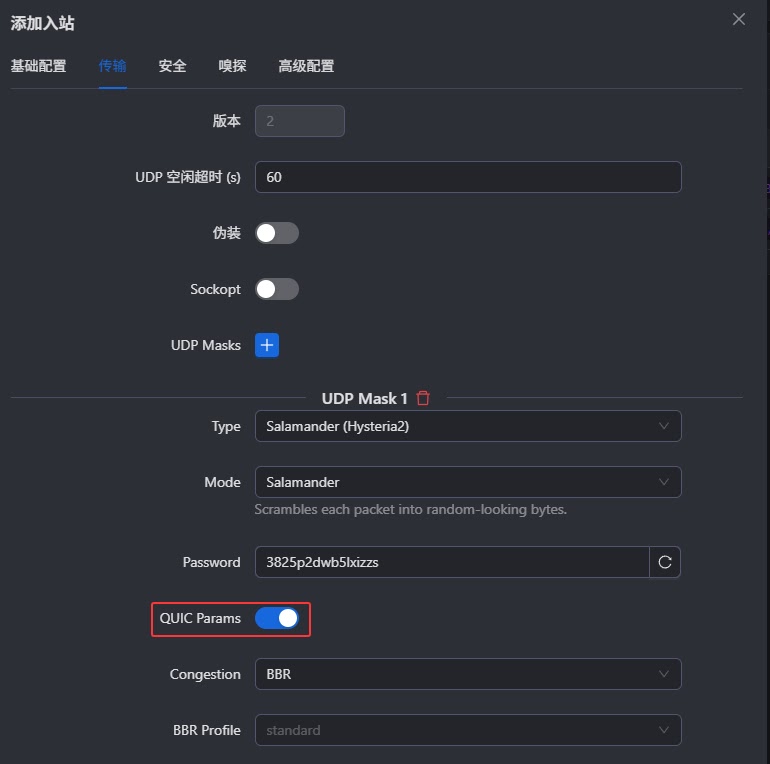 添加入站
基础配置 传输 安全 嗅探 高级配置
版本 2
UDP 空闲超时 (s) 60
伪装
Sockopt
UDP Masks
UDP Mask 1
Type Salamander (Hysteria2)
Mode Salamander
Scrambles each packet into random-looking bytes.
Password 3825p2dwb5lxizzs
QUIC Params
Congestion BBR
BBR Profile standard